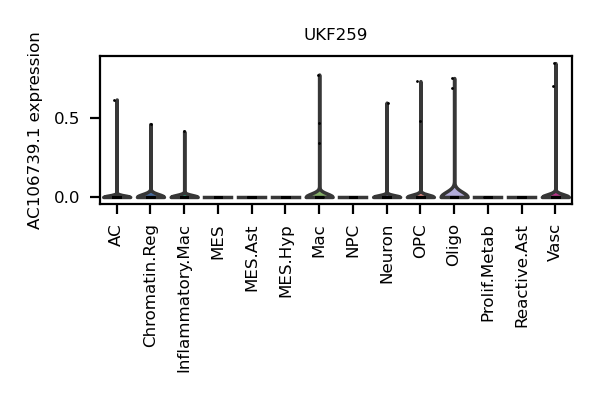 UKF259
AC106739.1 expression
0.5
0.0
AC
Chromatin.Reg
Inflammatory.Mac
MES
MES.Ast
MES.Hyp
Mac
NPC
Neuron
OPC
Oligo
Prolif.Metab
Reactive.Ast
Vasc